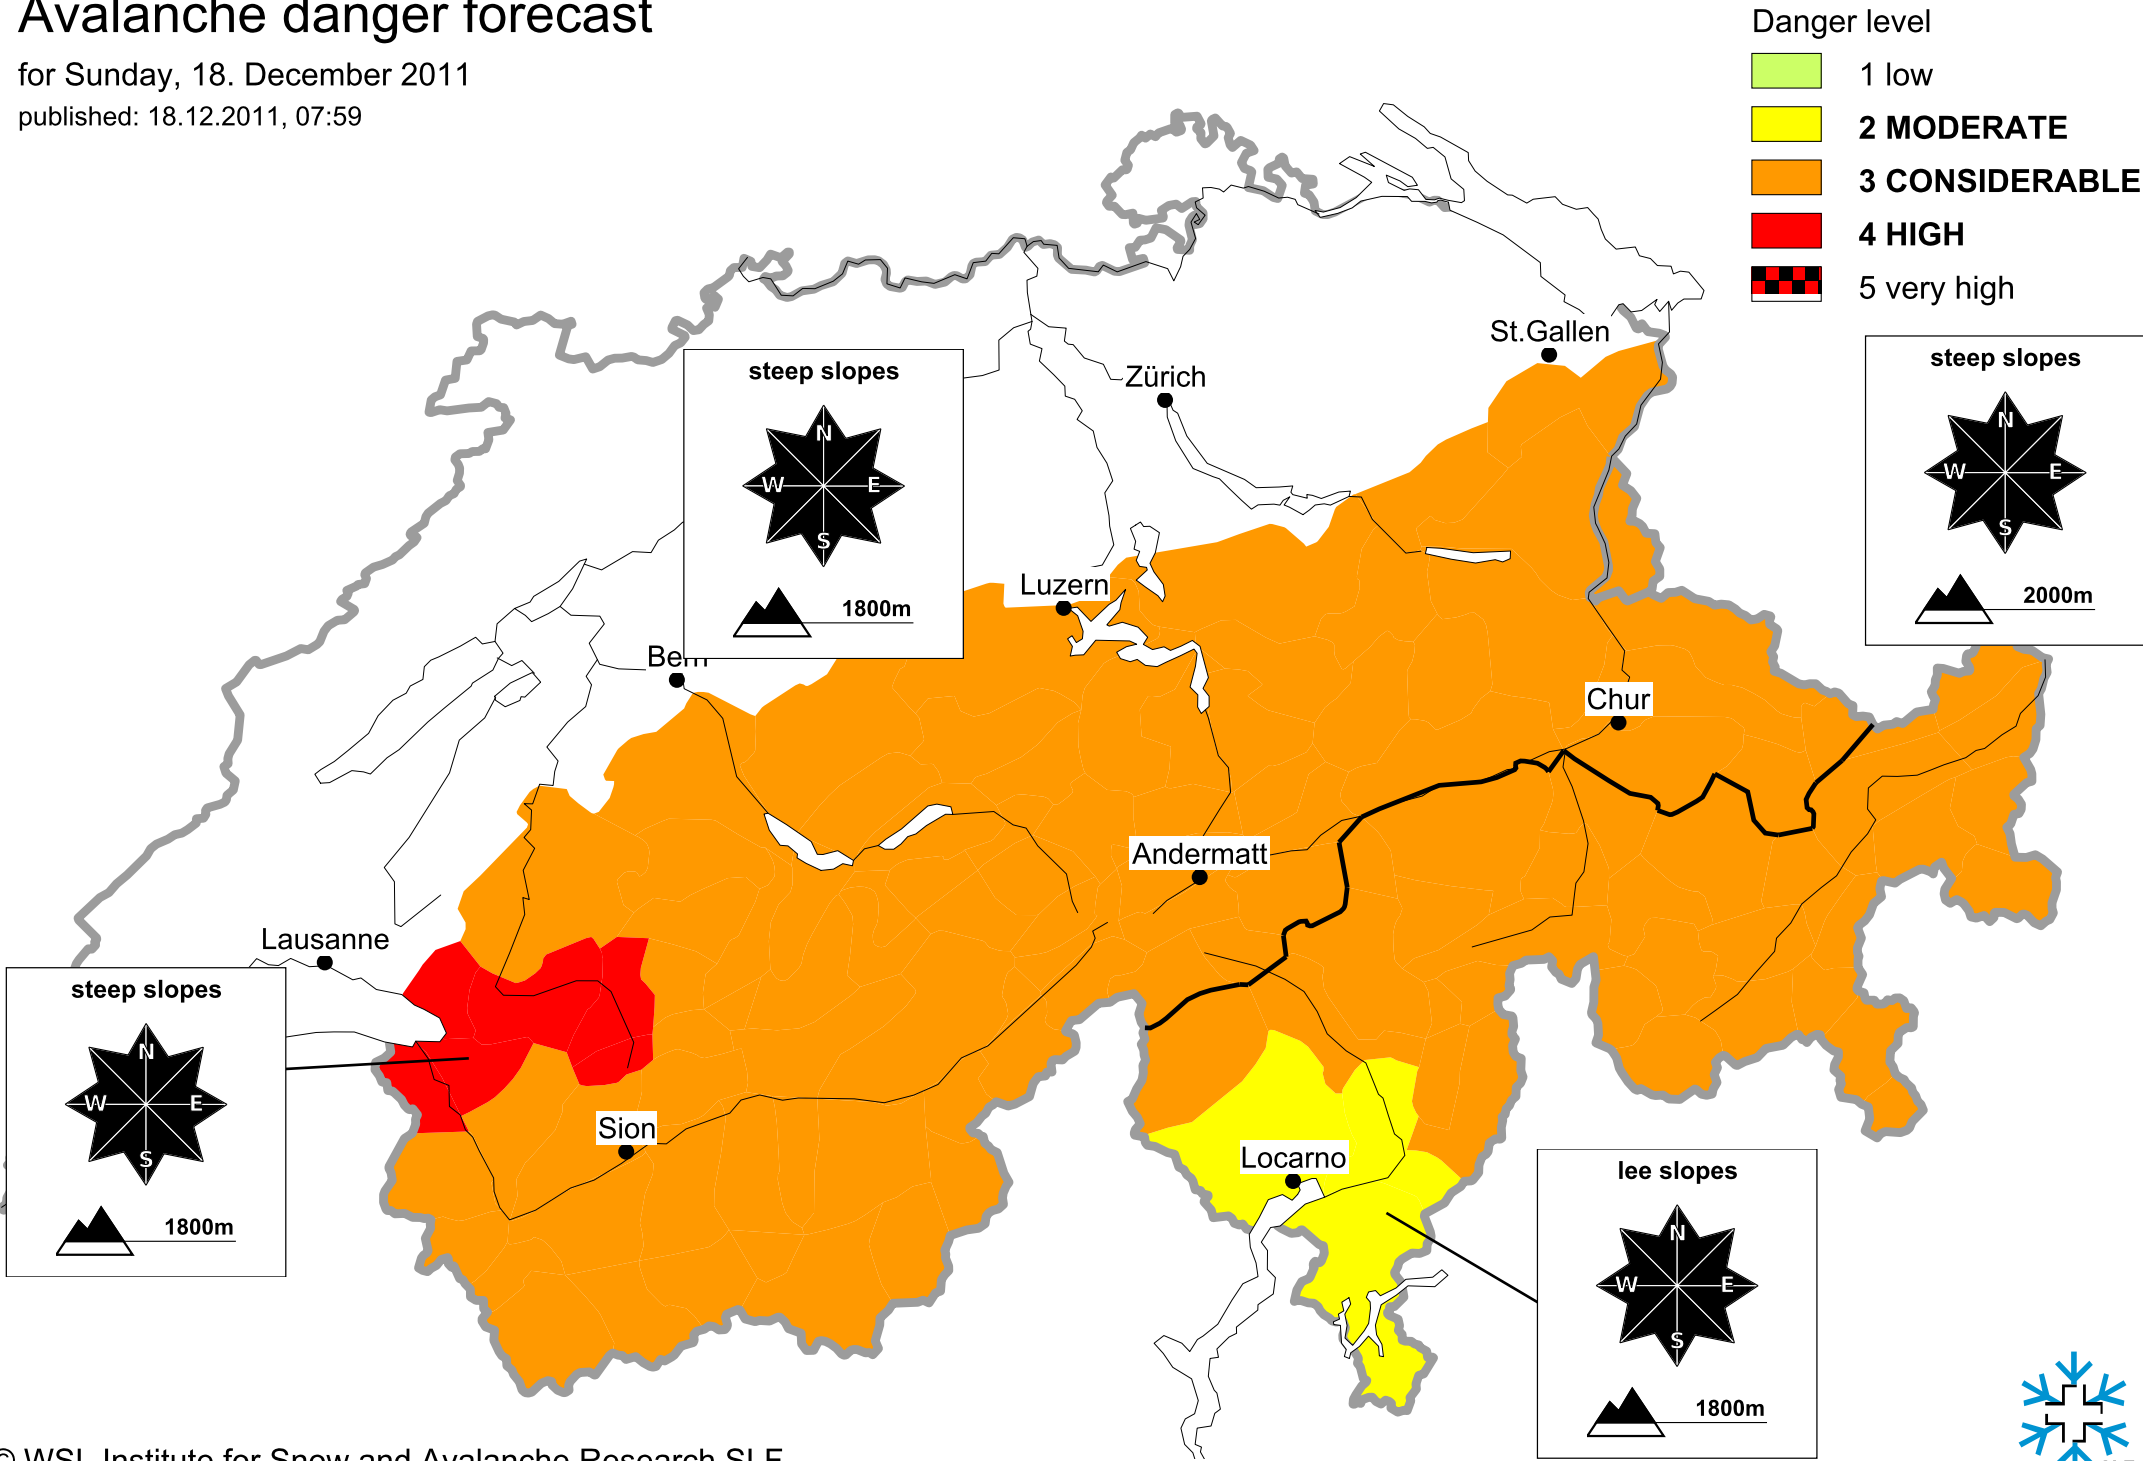 Avalanche danger forecast
for Sunday, 18. December 2011
published: 18.12.2011, 07:59
Danger level
1 low
2 MODERATE
3 CONSIDERABLE
4 HIGH
5 very high
St.Gallen
Zürich
Luzern
Bern
Chur
Andermatt
Lausanne
Sion
Locarno
steep slopes
N
W E
S
1800m
steep slopes
N
W E
S
2000m
steep slopes
N
W E
S
1800m
lee slopes
N
W E
S
1800m
© WSL Institute for Snow and Avalanche Research SLF